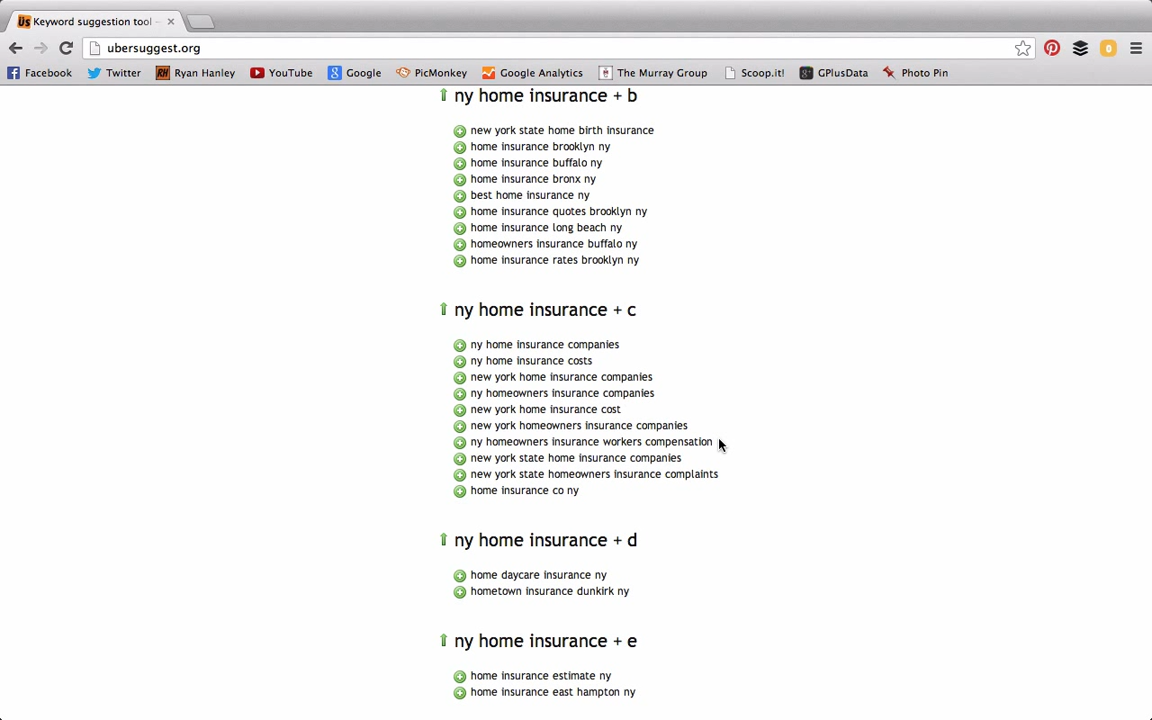 Üs Keyword suggestion tool –
ubersuggest.org
0
Facebook Twitter RH Ryan Hanley YouTube Google PicMonkey Google Analytics The Murray Group Scoop.it! GPlusData Photo Pin
ny home insurance + b
new york state home birth insurance
home insurance brooklyn ny
home insurance buffalo ny
home insurance bronx ny
best home insurance ny
home insurance quotes brooklyn ny
home insurance long beach ny
homeowners insurance buffalo ny
home insurance rates brooklyn ny
ny home insurance + c
ny home insurance companies
ny home insurance costs
new york home insurance companies
ny homeowners insurance companies
new york home insurance cost
new york homeowners insurance companies
ny homeowners insurance workers compensation
new york state home insurance companies
new york state homeowners insurance complaints
home insurance co ny
ny home insurance + d
home daycare insurance ny
hometown insurance dunkirk ny
ny home insurance + e
home insurance estimate ny
home insurance east hampton ny